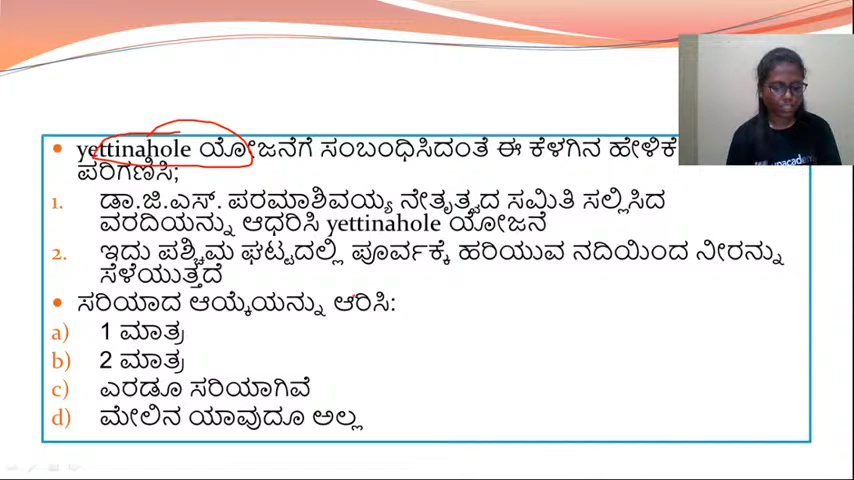 yettinahole ಯೋಜನೆಗೆ ಸಂಬಂಧಿಸಿದಂತೆ ಈ ಕೆಳಗಿನ ಹೇಳಿಕೆ
ಪರಿಗಣಿಸಿ;
1. ಡಾ.ಜಿ.ಎಸ್. ಪರಮಾಶಿವಯ್ಯ ನೇತೃತ್ವದ ಸಮಿತಿ ಸಲ್ಲಿಸಿದ
ವರದಿಯನ್ನು ಆಧರಿಸಿ yettinahole ಯೋಜನೆ
2. ಇದು ಪಶ್ಚಿಮ ಘಟ್ಟದಲ್ಲಿ ಪೂರ್ವಕ್ಕೆ ಹರಿಯುವ ನದಿಯಿಂದ ನೀರನ್ನು
ಸೆಳೆಯುತ್ತದೆ
ಸರಿಯಾದ ಆಯ್ಕೆಯನ್ನು ಆರಿಸಿ:
a) 1 ಮಾತ್ರ
b) 2 ಮಾತ್ರ
c) ಎರಡೂ ಸರಿಯಾಗಿವೆ
d) ಮೇಲಿನ ಯಾವುದೂ ಅಲ್ಲ